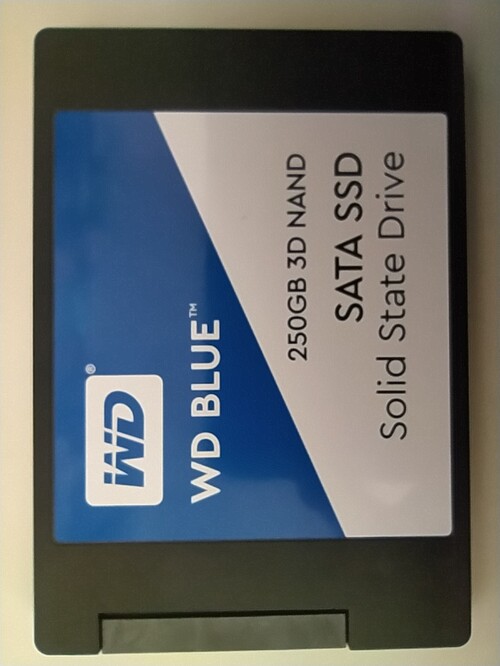 WD®
WD BLUE™
250GB 3D NAND
SATA SSD
Solid State Drive